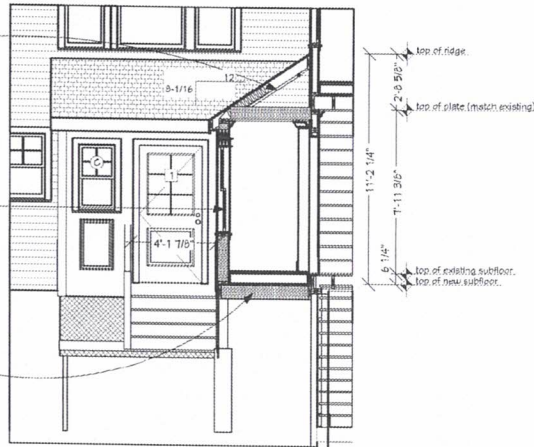 top of ridge
12
8-1/16
2'-8 5/8"
top of plate (match existing)
11'-2 1/4"
7'-11 3/8"
1
4'-1 7/8"
6 1/4"
top of existing subfloor
top of new subfloor